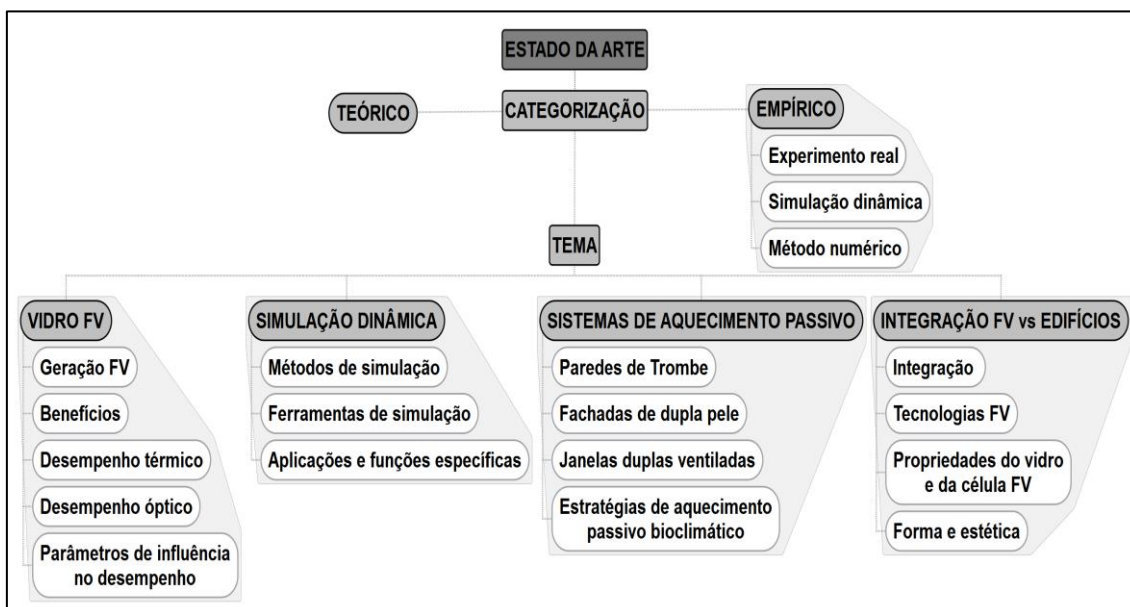 ESTADO DA ARTE
TEÓRICO
CATEGORIZAÇÃO
EMPÍRICO
Experimento real
Simulação dinâmica
Método numérico
TEMA
VIDRO FV
Geração FV
Benefícios
Desempenho térmico
Desempenho óptico
Parâmetros de influência
no desempenho
SIMULAÇÃO DINÂMICA
Métodos de simulação
Ferramentas de simulação
Aplicações e funções específicas
SISTEMAS DE AQUECIMENTO PASSIVO
Paredes de Trombe
Fachadas de dupla pele
Janelas duplas ventiladas
Estratégias de aquecimento
passivo bioclimático
INTEGRAÇÃO FV vs EDIFÍCIOS
Integração
Tecnologias FV
Propriedades do vidro
e da célula FV
Forma e estética